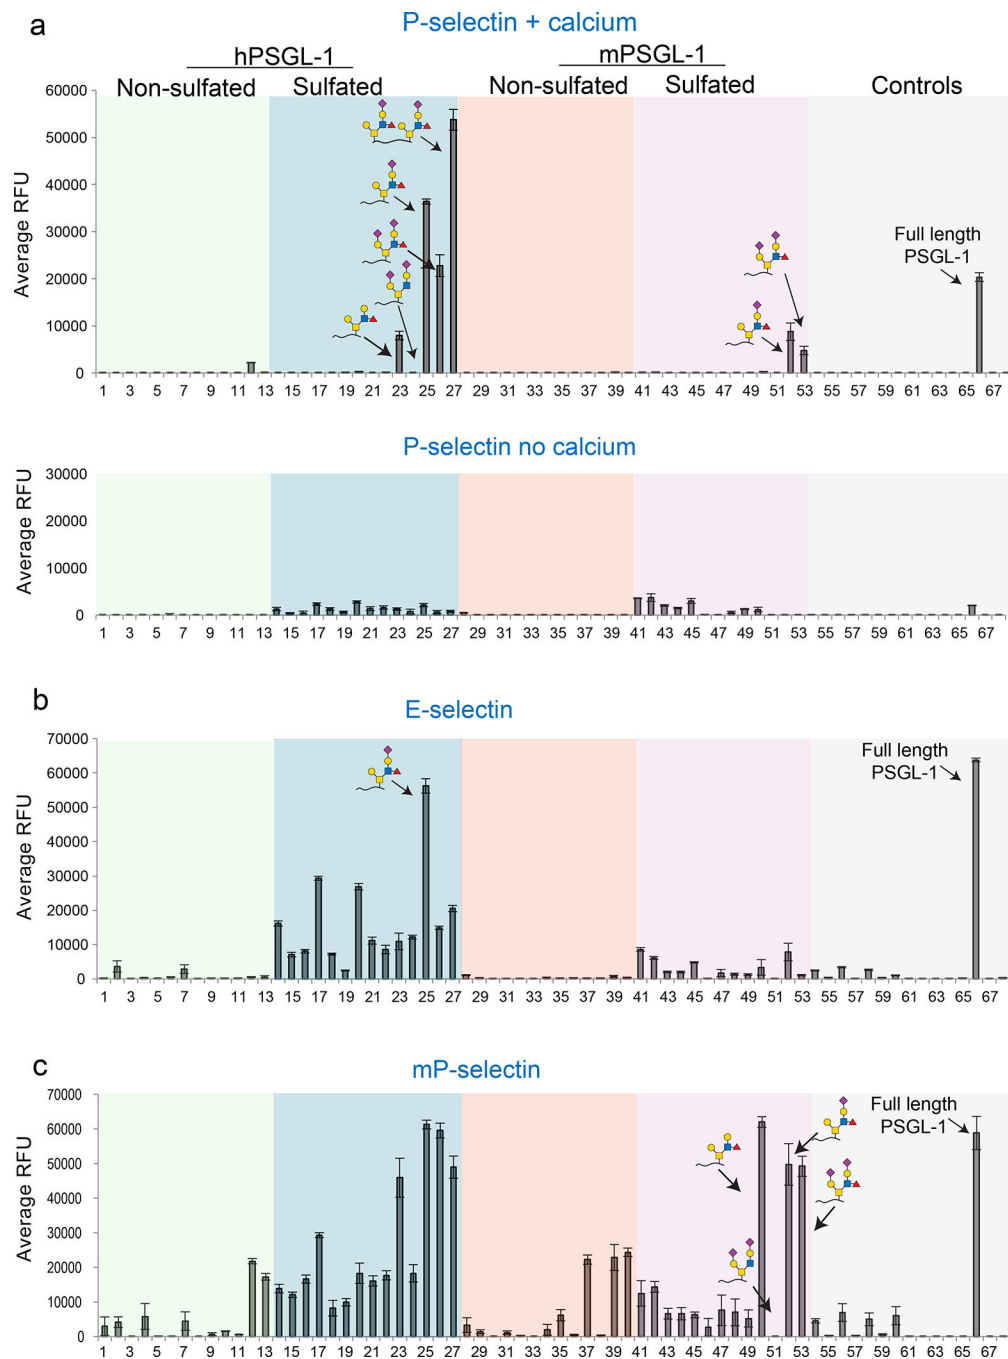 a
P-selectin + calcium
hPSGL-1 mPSGL-1
Non-sulfated Sulfated Non-sulfated Sulfated Controls
Average RFU
60000
50000
40000
30000
20000
10000
0
Full length
PSGL-1
1 3 5 7 9 11 13 15 17 19 21 23 25 27 29 31 33 35 37 39 41 43 45 47 49 51 53 55 57 59 61 63 65 67
P-selectin no calcium
Average RFU
30000
20000
10000
0
1 3 5 7 9 11 13 15 17 19 21 23 25 27 29 31 33 35 37 39 41 43 45 47 49 51 53 55 57 59 61 63 65 67
b
E-selectin
Average RFU
70000
60000
50000
40000
30000
20000
10000
0
Full length
PSGL-1
1 3 5 7 9 11 13 15 17 19 21 23 25 27 29 31 33 35 37 39 41 43 45 47 49 51 53 55 57 59 61 63 65 67
c
mP-selectin
Average RFU
70000
60000
50000
40000
30000
20000
10000
0
Full length
PSGL-1
1 3 5 7 9 11 13 15 17 19 21 23 25 27 29 31 33 35 37 39 41 43 45 47 49 51 53 55 57 59 61 63 65 67